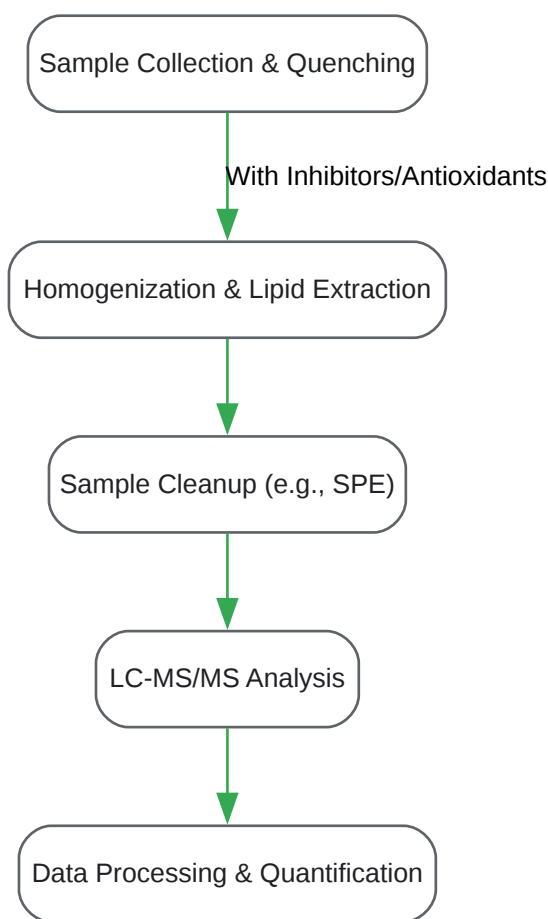 Sample Collection & Quenching
With Inhibitors/Antioxidants
Homogenization & Lipid Extraction
Sample Cleanup (e.g., SPE)
LC-MS/MS Analysis
Data Processing & Quantification